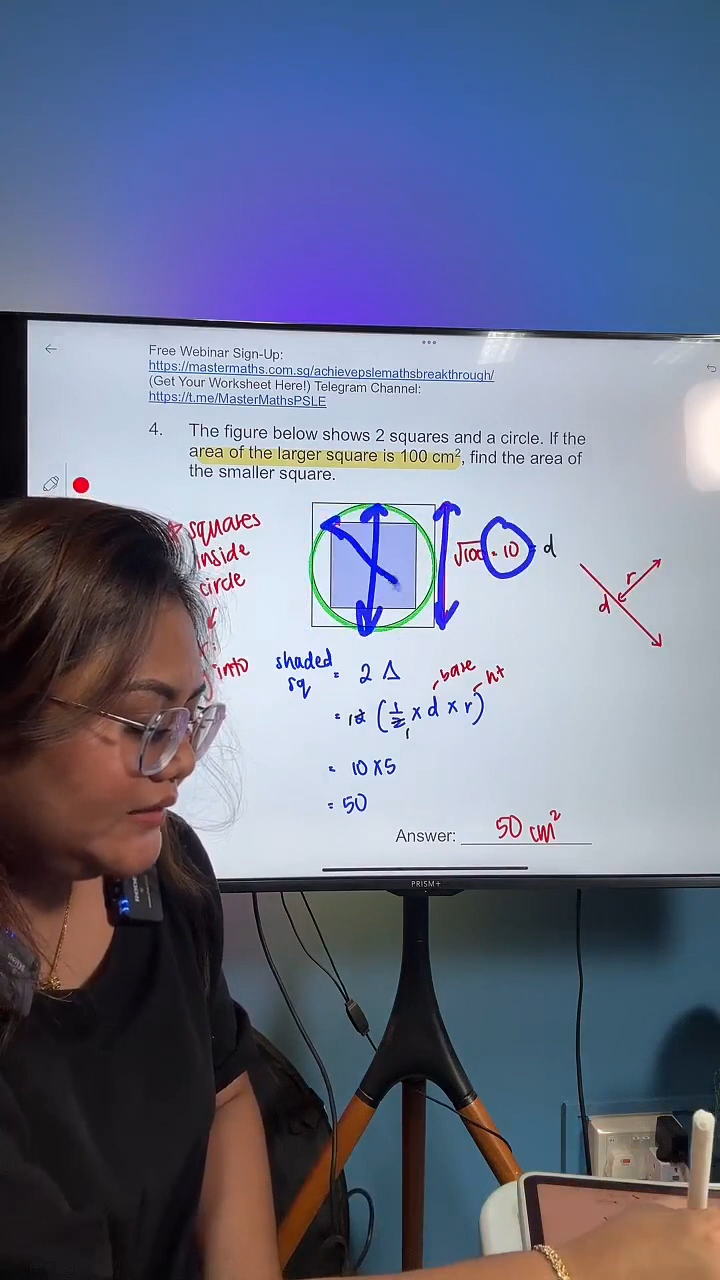 Free Webinar Sign-Up:
https://mastermaths.com.sg/achievepslemathsbreakthrough/
(Get Your Worksheet Here!) Telegram Channel:
https://t.me/MasterMathsPSLE
4. The figure below shows 2 squares and a circle. If the
area of the larger square is 100 cm², find the area of
the smaller square.
squares
inside
circle
into
√100 = 10 = d
r
d
shaded sq = 2 Δ
base
ht
(1/2 × d × r)
= 10 × 5
= 50
Answer: 50 cm²
PRISM+